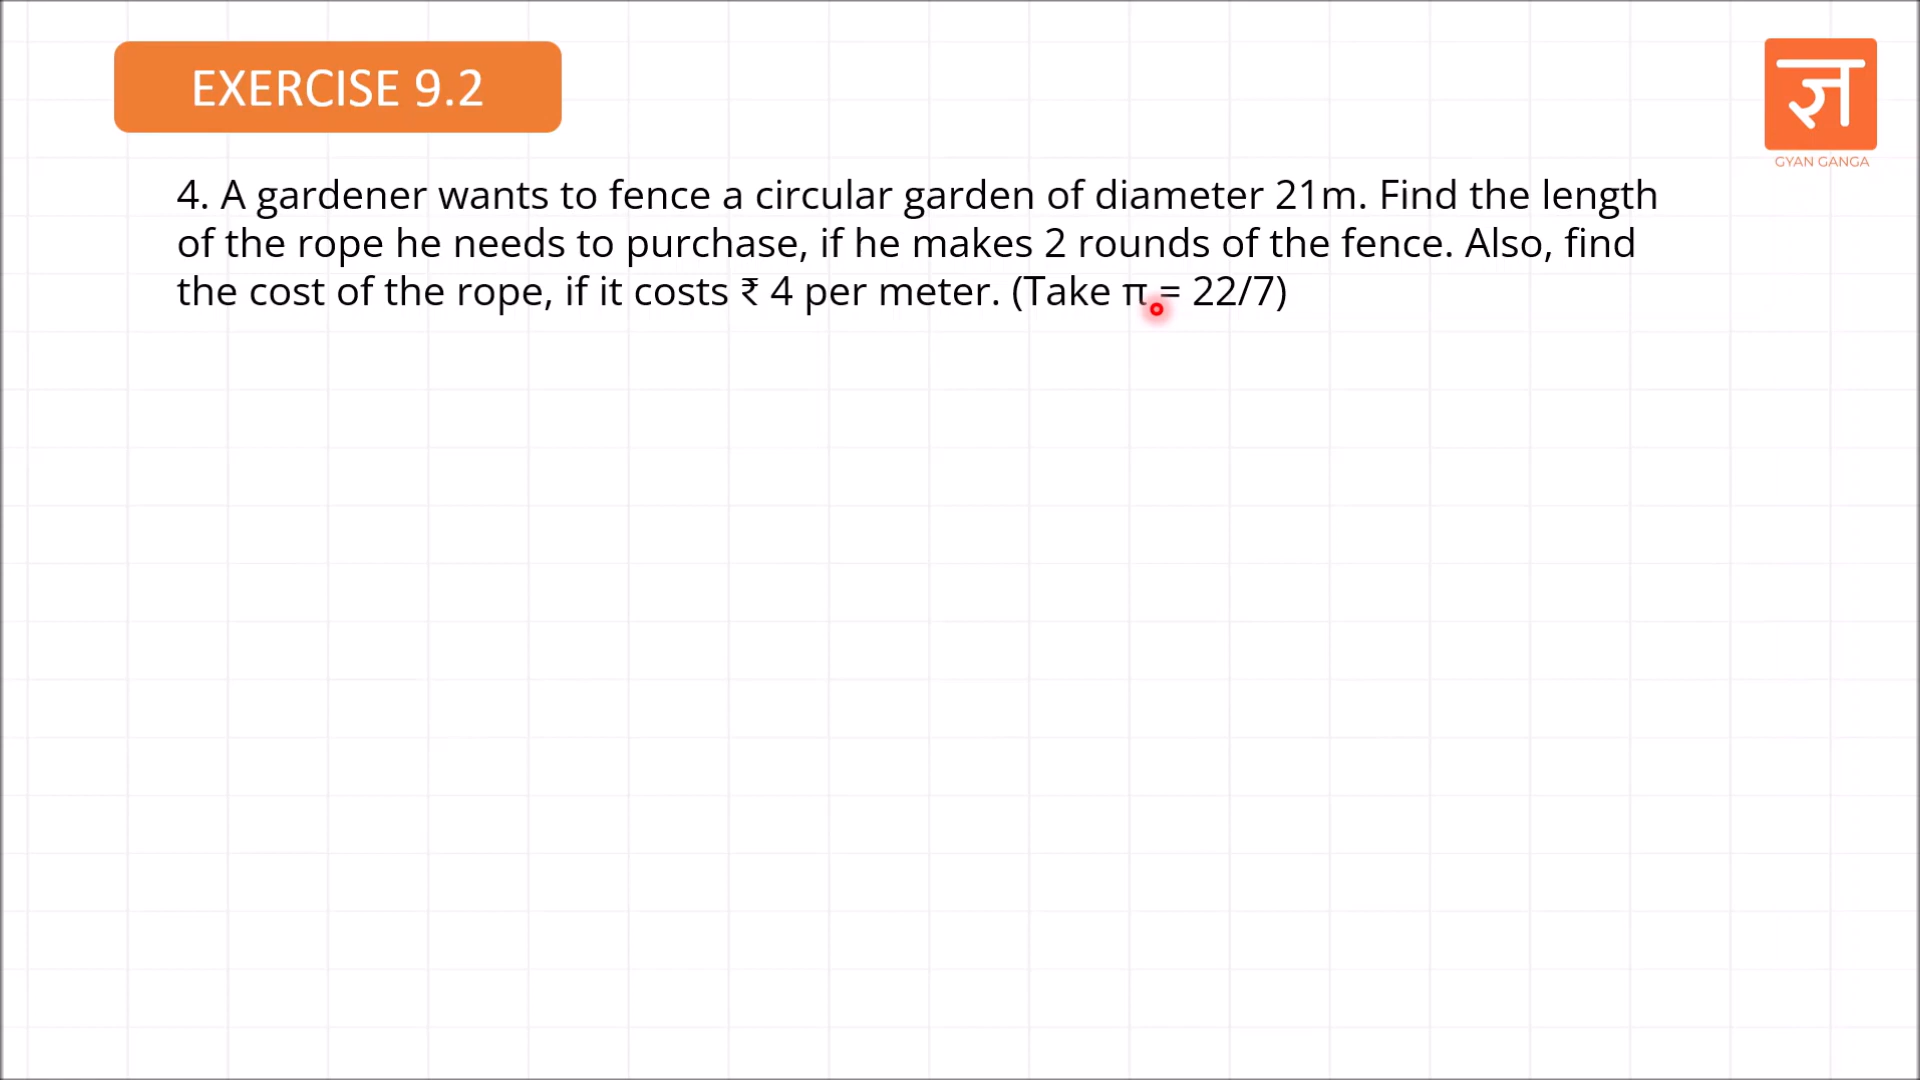 EXERCISE 9.2
ज्ञ
GYAN GANGA
4. A gardener wants to fence a circular garden of diameter 21m. Find the length
of the rope he needs to purchase, if he makes 2 rounds of the fence. Also, find
the cost of the rope, if it costs ₹ 4 per meter. (Take π = 22/7)